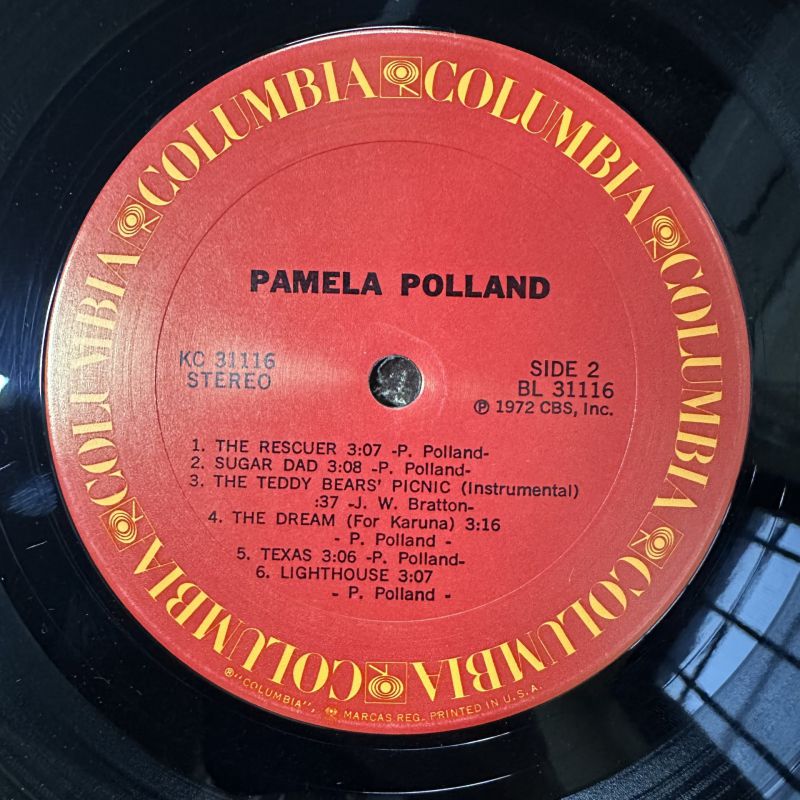 COLUMBIA COLUMBIA COLUMBIA COLUMBIA COLUMBIA COLUMBIA COLUMBIA
PAMELA POLLAND
KC 31116
STEREO
SIDE 2
BL 31116
℗ 1972 CBS, Inc.
1. THE RESCUER 3:07 -P. Polland-
2. SUGAR DAD 3:08 -P. Polland-
3. THE TEDDY BEARS' PICNIC (Instrumental)
:37 -J. W. Bratton-
4. THE DREAM (For Karuna) 3:16
- P. Polland -
5. TEXAS 3:06 -P. Polland-
6. LIGHTHOUSE 3:07
- P. Polland -
®"COLUMBIA", MARCAS REG. PRINTED IN U.S.A.